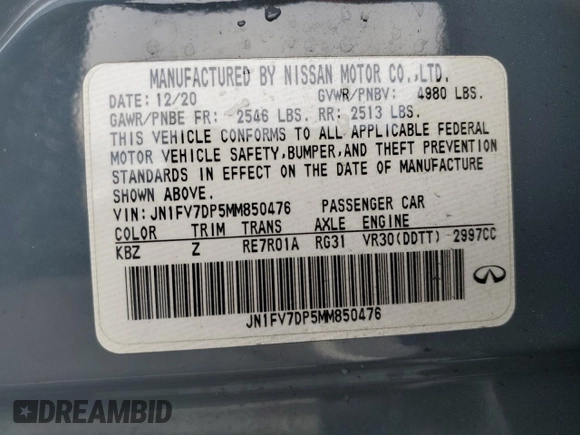 MANUFACTURED BY NISSAN MOTOR CO.,LTD.
DATE: 12/20 GVWR/PNBV: 4980 LBS.
GAWR/PNBE FR: 2546 LBS. RR: 2513 LBS.
THIS VEHICLE CONFORMS TO ALL APPLICABLE FEDERAL
MOTOR VEHICLE SAFETY,BUMPER,AND THEFT PREVENTION
STANDARDS IN EFFECT ON THE DATE OF MANUFACTURE
SHOWN ABOVE.
VIN: JN1FV7DP5MM850476 PASSENGER CAR
COLOR TRIM TRANS AXLE ENGINE
KBZ Z RE7R01A RG31 VR30(DDTT) 2997CC
JN1FV7DP5MM850476
DREAMBID